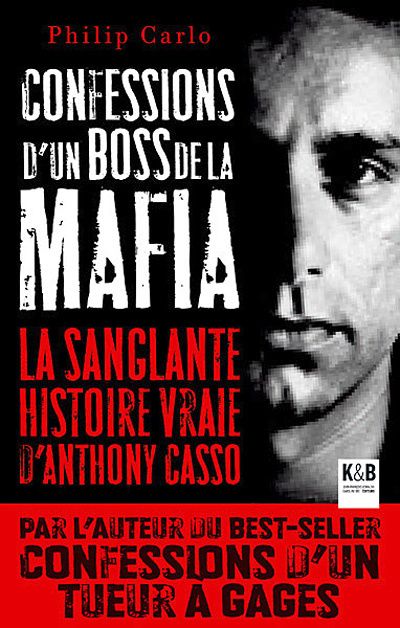 Philip Carlo
CONFESSIONS
D'UN BOSS DE LA
MAFIA
LA SANGLANTE
HISTOIRE VRAIE
D'ANTHONY CASSO
K&B
ÉDITEURS
PAR L'AUTEUR DU BEST-SELLER
CONFESSIONS D'UN
TUEUR À GAGES